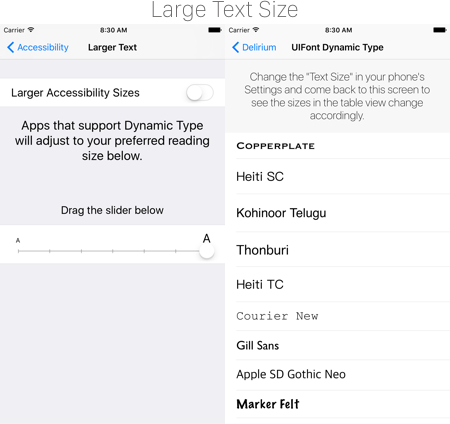 Large Text Size
Carrier 8:30 AM
Accessibility Larger Text
Larger Accessibility Sizes
Apps that support Dynamic Type
will adjust to your preferred reading
size below.
Drag the slider below
A A
Carrier 8:30 AM
Delirium UIFont Dynamic Type
Change the "Text Size" in your phone's
Settings and come back to this screen to
see the sizes in the table view change
accordingly.
Copperplate
Heiti SC
Kohinoor Telugu
Thonburi
Heiti TC
Courier New
Gill Sans
Apple SD Gothic Neo
Marker Felt